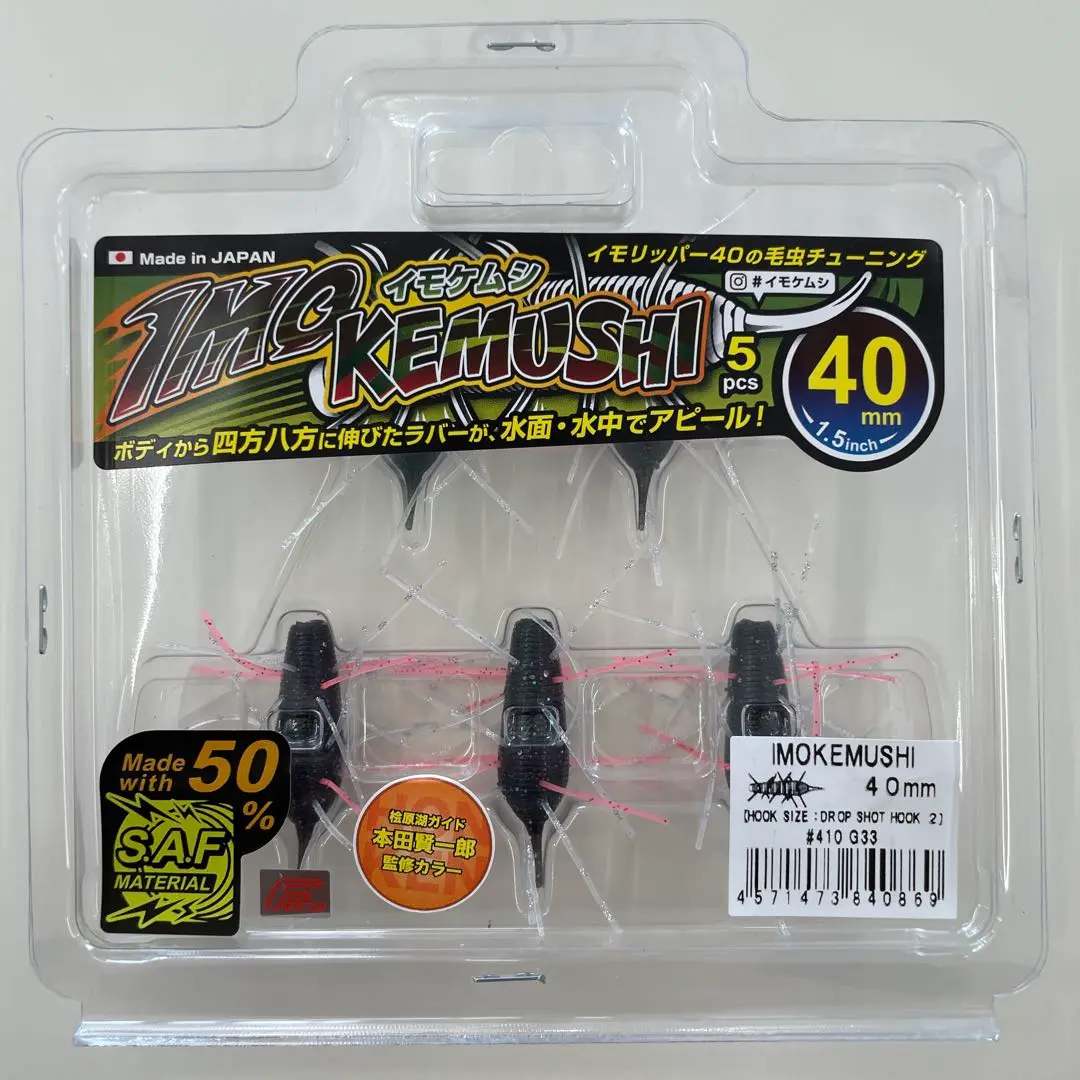 Made in JAPAN
イモリッパー40の毛虫チューニング
#イモケムシ
イモケムシ
IMO
KEMUSHI
5
pcs
40
mm
1.5inch
ボディから四方八方に伸びたラバーが、水面・水中でアピール！
Made
with 50
%
S.A.F
MATERIAL
桧原湖ガイド
本田賢一郎
監修カラー
IMOKEMUSHI
40mm
[HOOK SIZE :DROP SHOT HOOK 2]
#410 G33
4571473840869